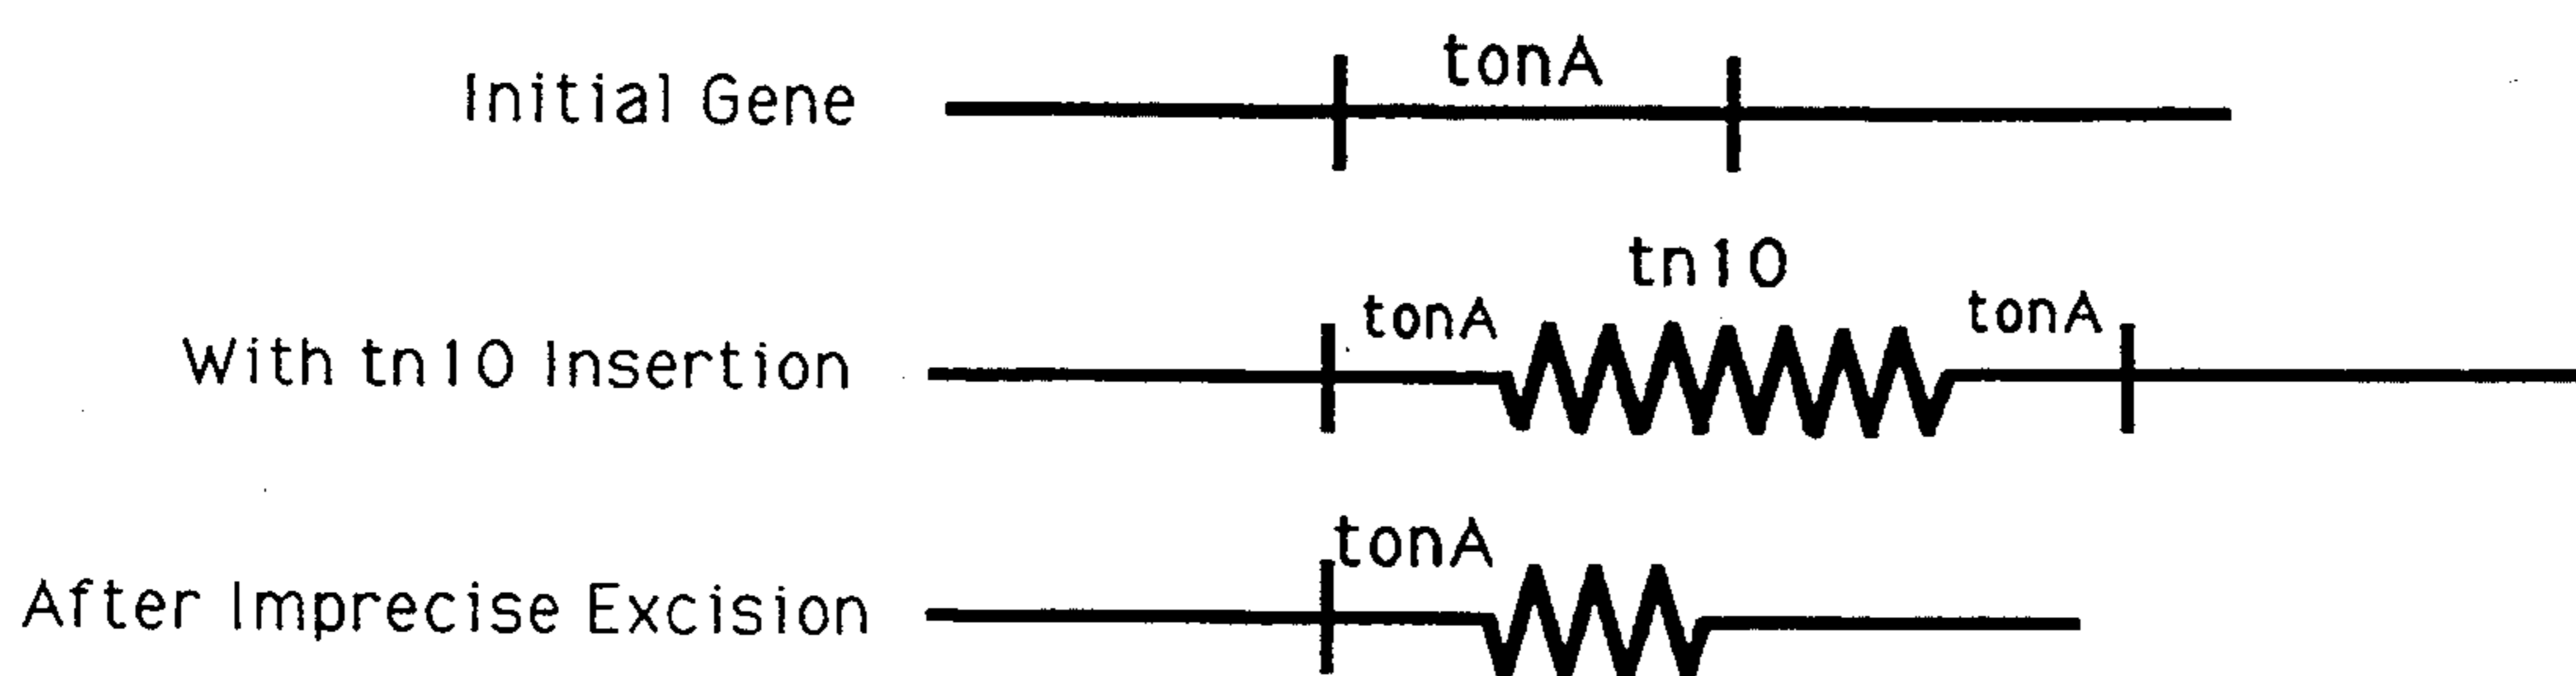 tonA
Initial Gene
tn10
tonA tonA
With tn10 Insertion
tonA
After Imprecise Excision